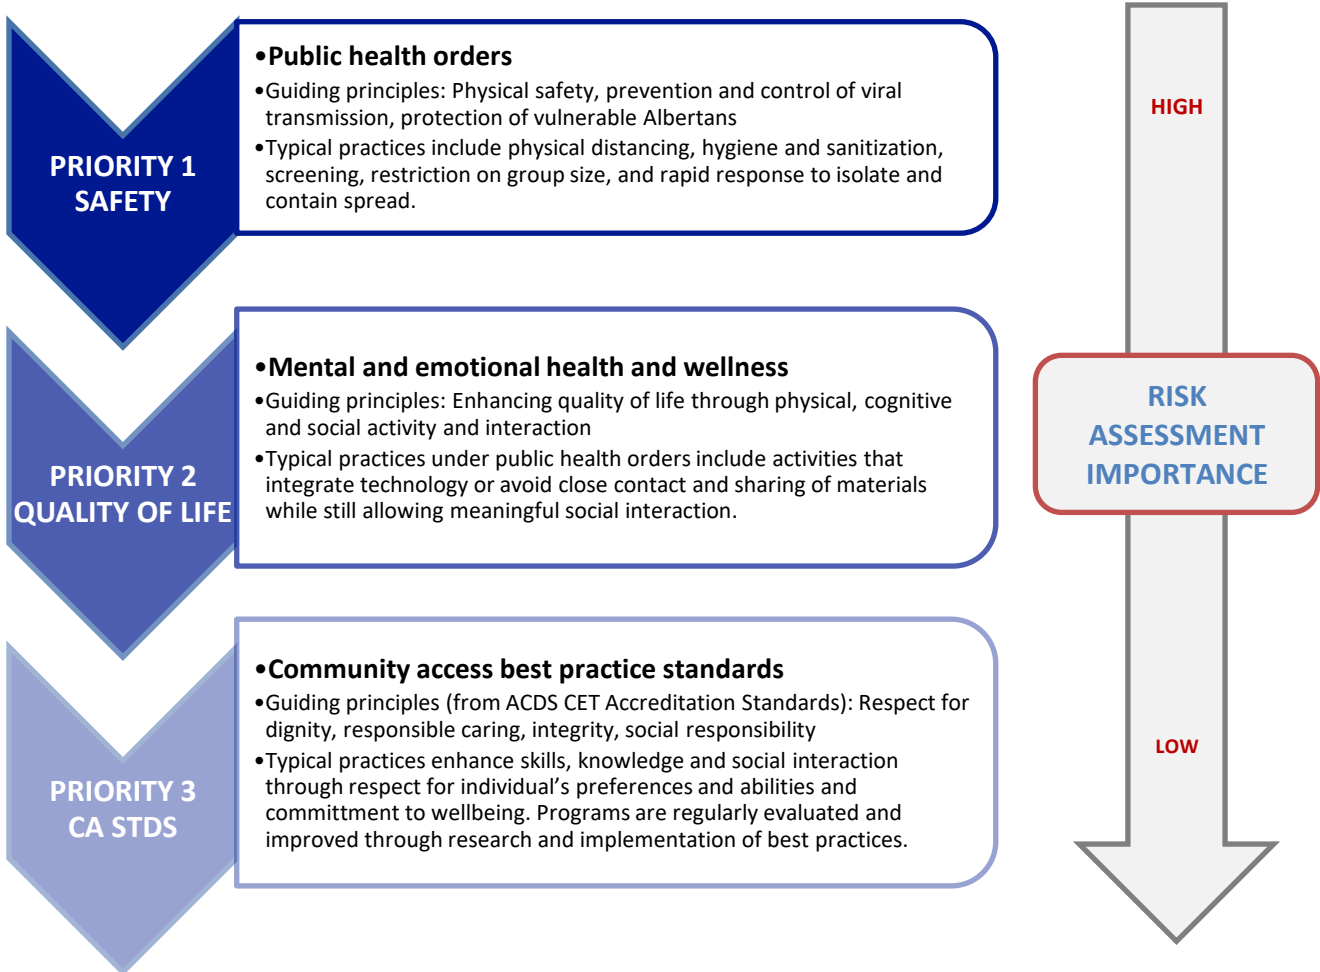 PRIORITY 1
SAFETY
•Public health orders
•Guiding principles: Physical safety, prevention and control of viral
transmission, protection of vulnerable Albertans
•Typical practices include physical distancing, hygiene and sanitization,
screening, restriction on group size, and rapid response to isolate and
contain spread.
HIGH
PRIORITY 2
QUALITY OF LIFE
•Mental and emotional health and wellness
•Guiding principles: Enhancing quality of life through physical, cognitive
and social activity and interaction
•Typical practices under public health orders include activities that
integrate technology or avoid close contact and sharing of materials
while still allowing meaningful social interaction.
RISK
ASSESSMENT
IMPORTANCE
PRIORITY 3
CA STDS
•Community access best practice standards
•Guiding principles (from ACDS CET Accreditation Standards): Respect for
dignity, responsible caring, integrity, social responsibility
•Typical practices enhance skills, knowledge and social interaction
through respect for individual’s preferences and abilities and
committment to wellbeing. Programs are regularly evaluated and
improved through research and implementation of best practices.
LOW